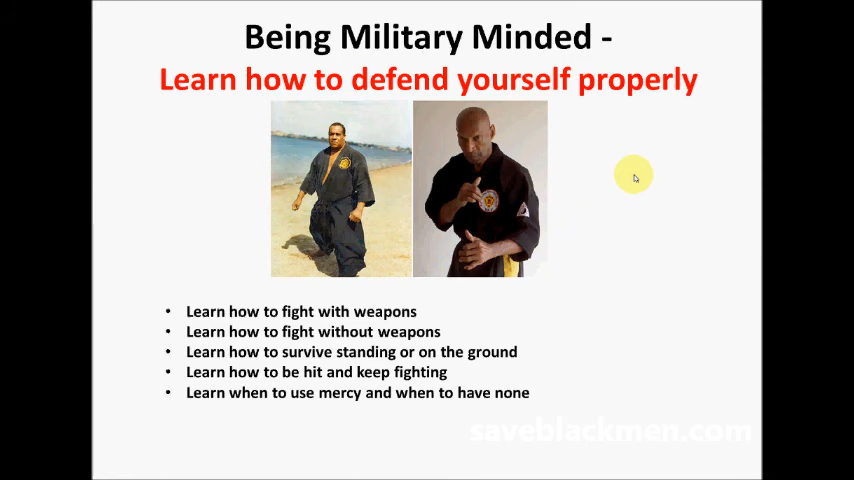 Being Military Minded -
Learn how to defend yourself properly
• Learn how to fight with weapons
• Learn how to fight without weapons
• Learn how to survive standing or on the ground
• Learn how to be hit and keep fighting
• Learn when to use mercy and when to have none
saveblackmen.com